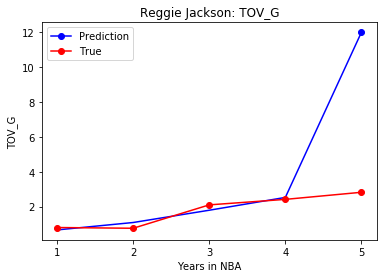 Reggie Jackson: TOV_G
Prediction
True
12
10
8
6
4
2
TOV_G
1 2 3 4 5
Years in NBA